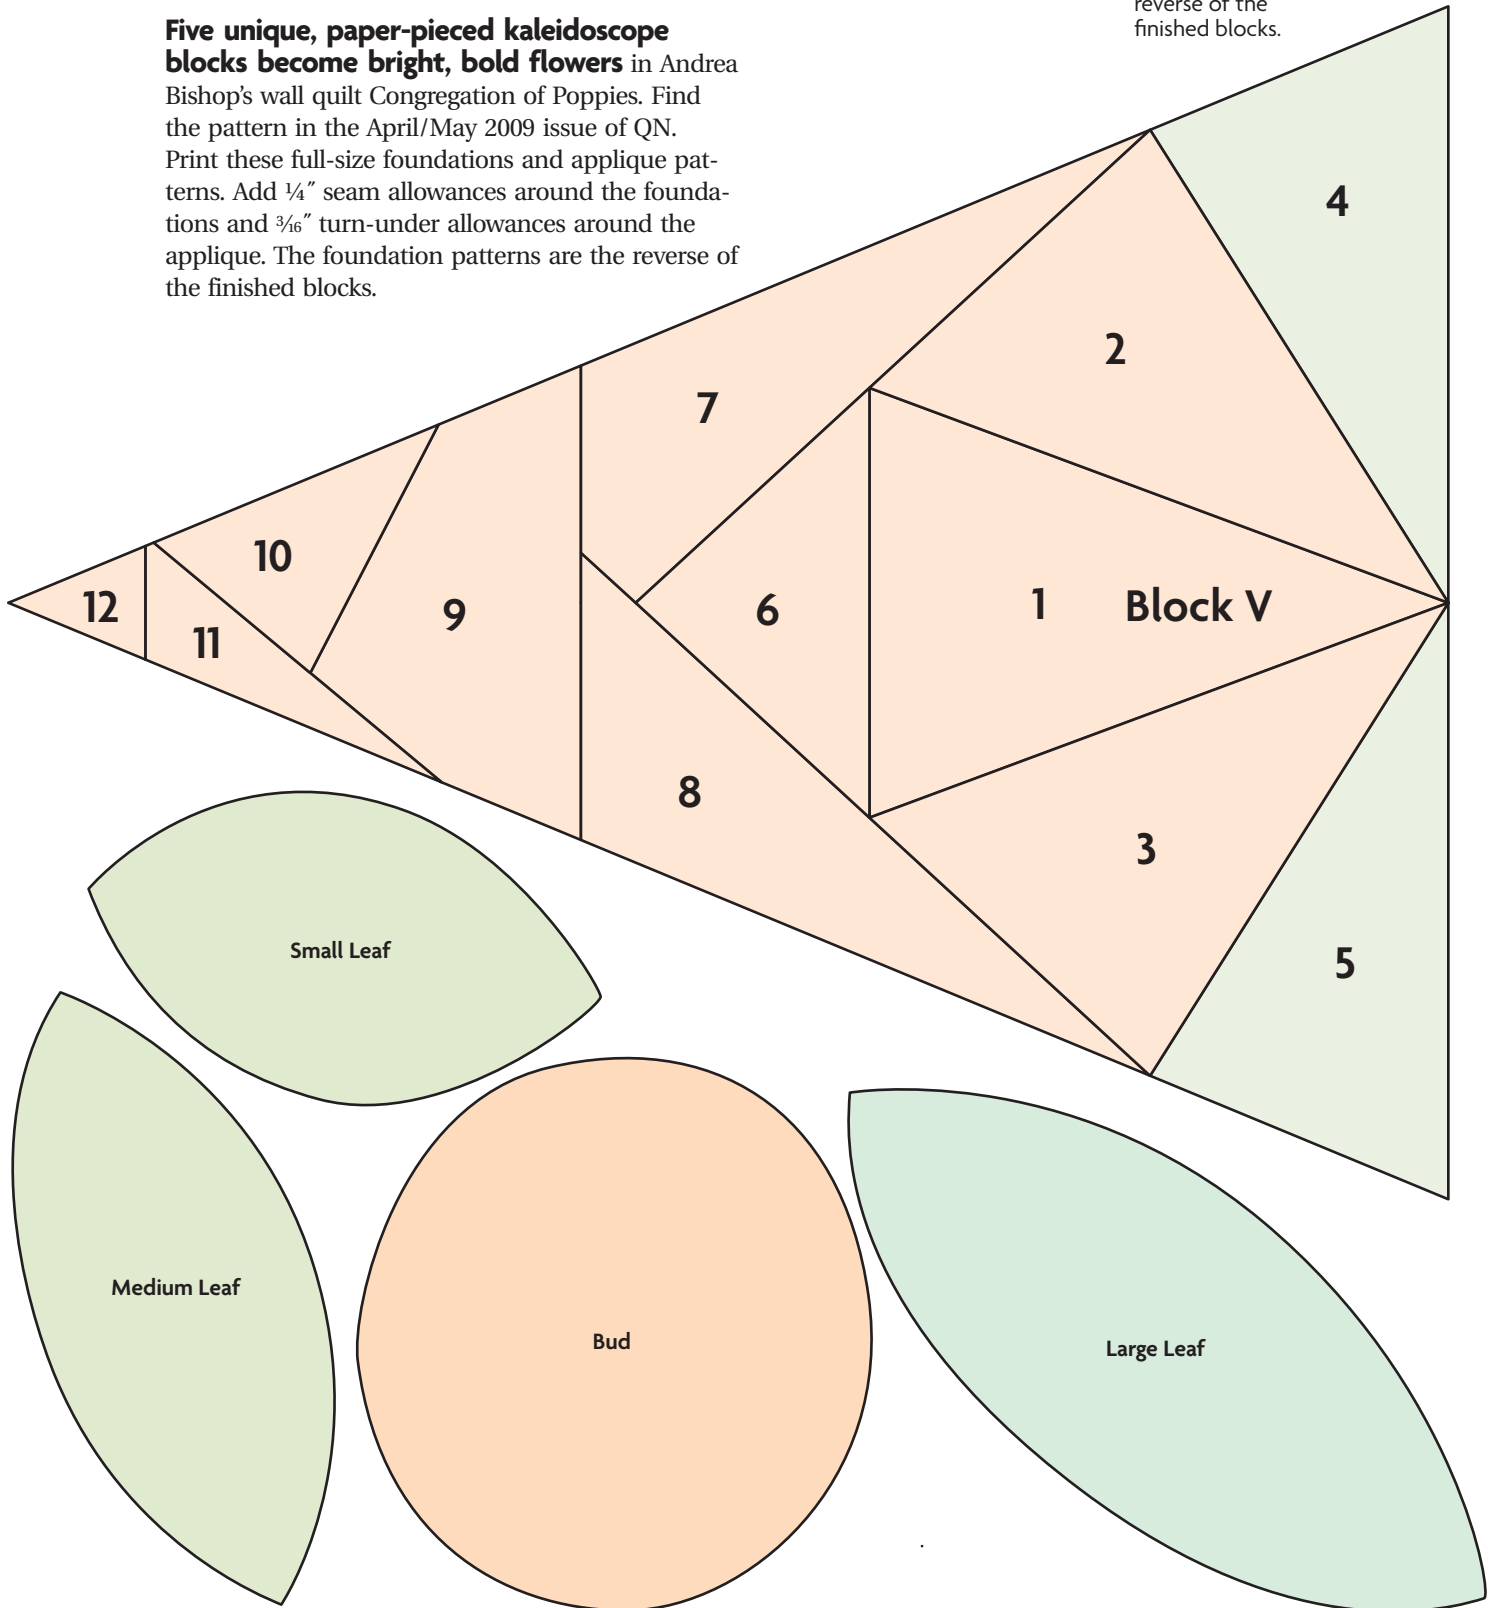 Five unique, paper-pieced kaleidoscope
blocks become bright, bold flowers in Andrea
Bishop's wall quilt Congregation of Poppies. Find
the pattern in the April/May 2009 issue of QN.
Print these full-size foundations and applique pat-
terns. Add ¼″ seam allowances around the founda-
tions and 3⁄16″ turn-under allowances around the
applique. The foundation patterns are the reverse of
the finished blocks.
reverse of the
finished blocks.
4
2
7
10
12
11
9
6
1 Block V
8
3
5
Small Leaf
Medium Leaf
Bud
Large Leaf